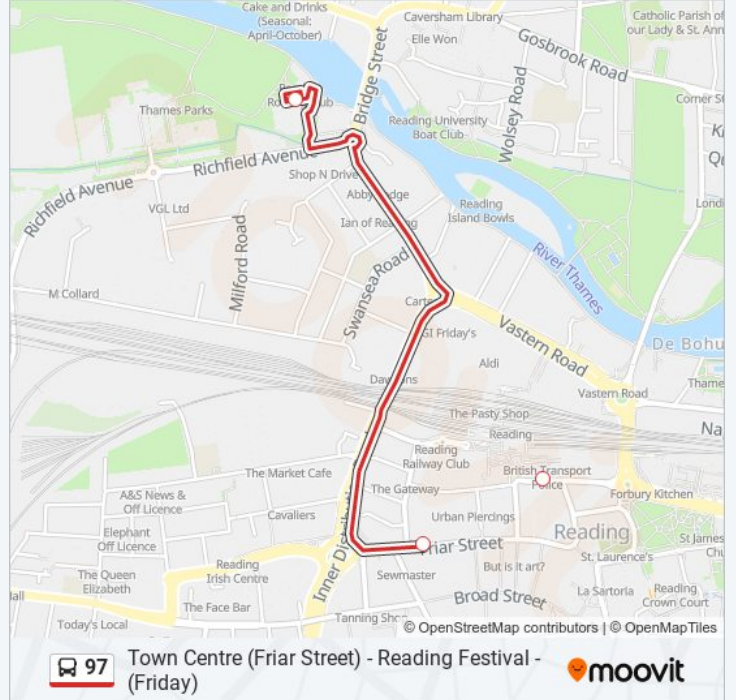 Cake and Drinks
(Seasonal:
April-October)
Caversham Library
Elle Won
Gosbrook Road
Catholic Parish of
our Lady & St. Ann
Bridge Street
Wolsey Road
Corner St
Thames Parks
Reading University
Boat Club
Richfield Avenue
Shop N Drive
Richfield Avenue
VGL Ltd
Reading
Island Bowls
Londi
Ian of Reading
Milford Road
Swansea Road
River Thames
M Collard
Vastern Road
GI Friday's
De Bohu
Aldi
Thame
Vastern Road
The Pasty Shop
Na
Reading
Reading
Railway Club
The Market Cafe
British Transport
Police
The Gateway
Forbury Kitchen
A&S News &
Off Licence
Cavaliers
Urban Piercings
Elephant
Off Licence
Friar Street
Reading
St James
Chu
St. Laurence's
Inner Distributi
But is it art?
Sewmaster
Reading
Irish Centre
The Queen
Elizabeth
La Sartoria
Reading
Crown Court
The Face Bar
Broad Street
Today's Local
Tanning Shop
© OpenStreetMap contributors | © OpenMapTiles
97
Town Centre (Friar Street) - Reading Festival -
(Friday)
moovit